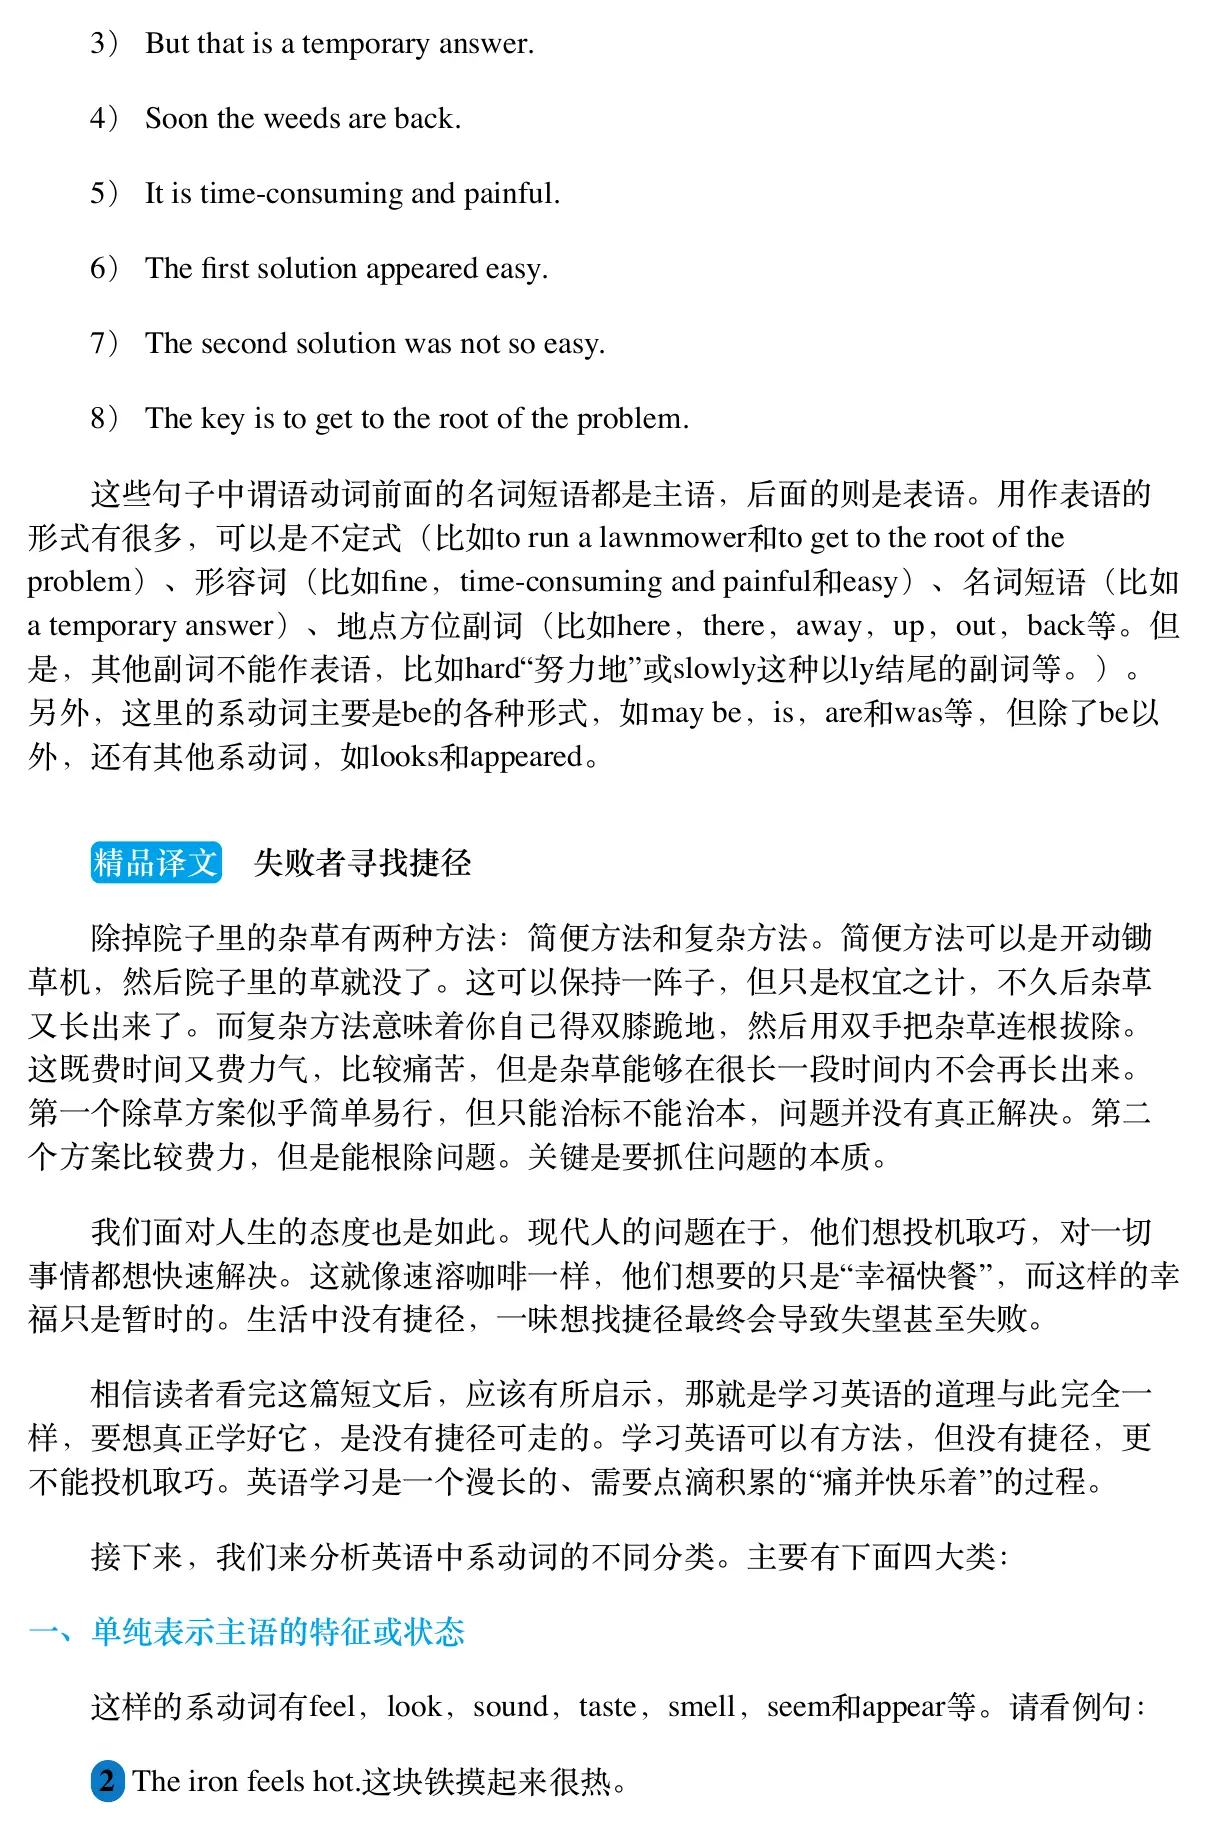 3） But that is a temporary answer.
4） Soon the weeds are back.
5） It is time-consuming and painful.
6） The first solution appeared easy.
7） The second solution was not so easy.
8） The key is to get to the root of the problem.
这些句子中谓语动词前面的名词短语都是主语，后面的则是表语。用作表语的
形式有很多，可以是不定式（比如to run a lawnmower和to get to the root of the
problem）、形容词（比如fine，time-consuming and painful和easy）、名词短语（比如
a temporary answer）、地点方位副词（比如here，there，away，up，out，back等。但
是，其他副词不能作表语，比如hard“努力地”或slowly这种以ly结尾的副词等。）。
另外，这里的系动词主要是be的各种形式，如may be，is，are和was等，但除了be以
外，还有其他系动词，如looks和appeared。
精品译文 失败者寻找捷径
除掉院子里的杂草有两种方法：简便方法和复杂方法。简便方法可以是开动锄
草机，然后院子里的草就没了。这可以保持一阵子，但只是权宜之计，不久后杂草
又长出来了。而复杂方法意味着你自己得双膝跪地，然后用双手把杂草连根拔除。
这既费时间又费力气，比较痛苦，但是杂草能够在很长一段时间内不会再长出来。
第一个除草方案似乎简单易行，但只能治标不能治本，问题并没有真正解决。第二
个方案比较费力，但是能根除问题。关键是要抓住问题的本质。
我们面对人生的态度也是如此。现代人的问题在于，他们想投机取巧，对一切
事情都想快速解决。这就像速溶咖啡一样，他们想要的只是“幸福快餐”，而这样的幸
福只是暂时的。生活中没有捷径，一味想找捷径最终会导致失望甚至失败。
相信读者看完这篇短文后，应该有所启示，那就是学习英语的道理与此完全一
样，要想真正学好它，是没有捷径可走的。学习英语可以有方法，但没有捷径，更
不能投机取巧。英语学习是一个漫长的、需要点滴积累的“痛并快乐着”的过程。
接下来，我们来分析英语中系动词的不同分类。主要有下面四大类：
一、单纯表示主语的特征或状态
这样的系动词有feel，look，sound，taste，smell，seem和appear等。请看例句：
2 The iron feels hot.这块铁摸起来很热。